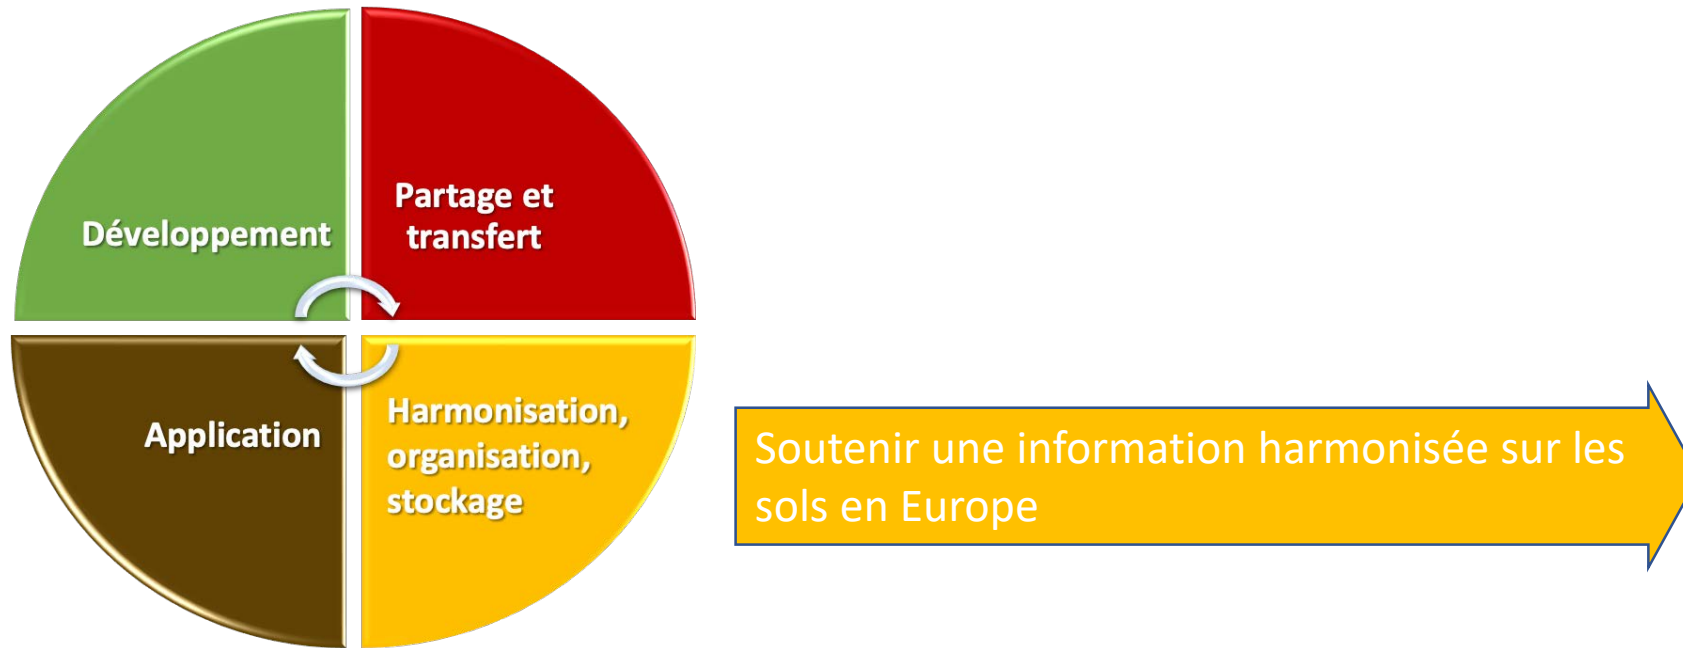 Développement
Partage et
transfert
Application
Harmonisation,
organisation,
stockage
Soutenir une information harmonisée sur les
sols en Europe